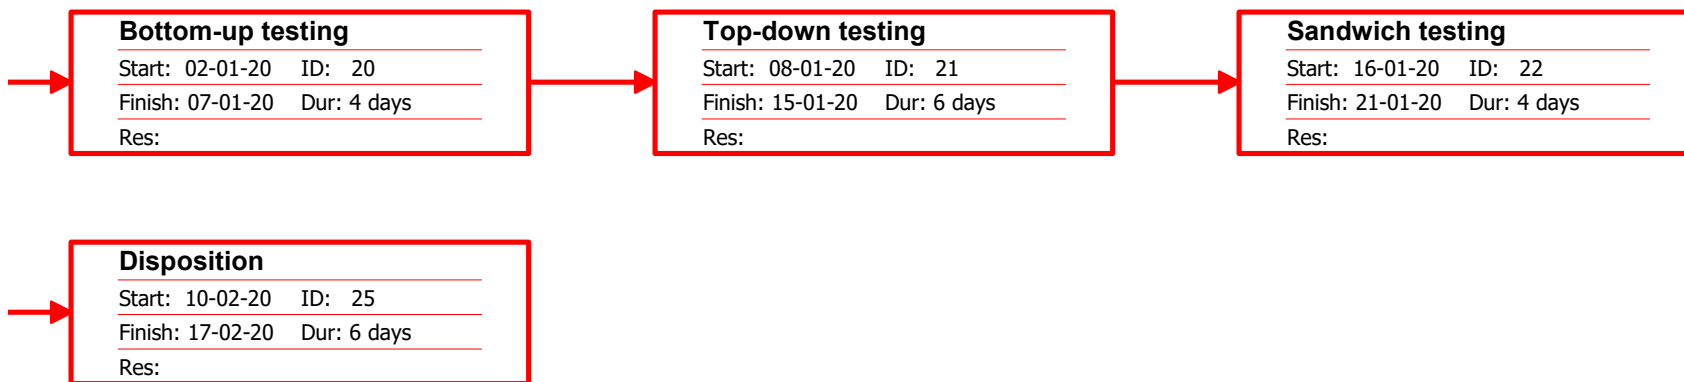 Bottom-up testing
Start: 02-01-20 ID: 20
Finish: 07-01-20 Dur: 4 days
Res:
Top-down testing
Start: 08-01-20 ID: 21
Finish: 15-01-20 Dur: 6 days
Res:
Sandwich testing
Start: 16-01-20 ID: 22
Finish: 21-01-20 Dur: 4 days
Res:
Disposition
Start: 10-02-20 ID: 25
Finish: 17-02-20 Dur: 6 days
Res: